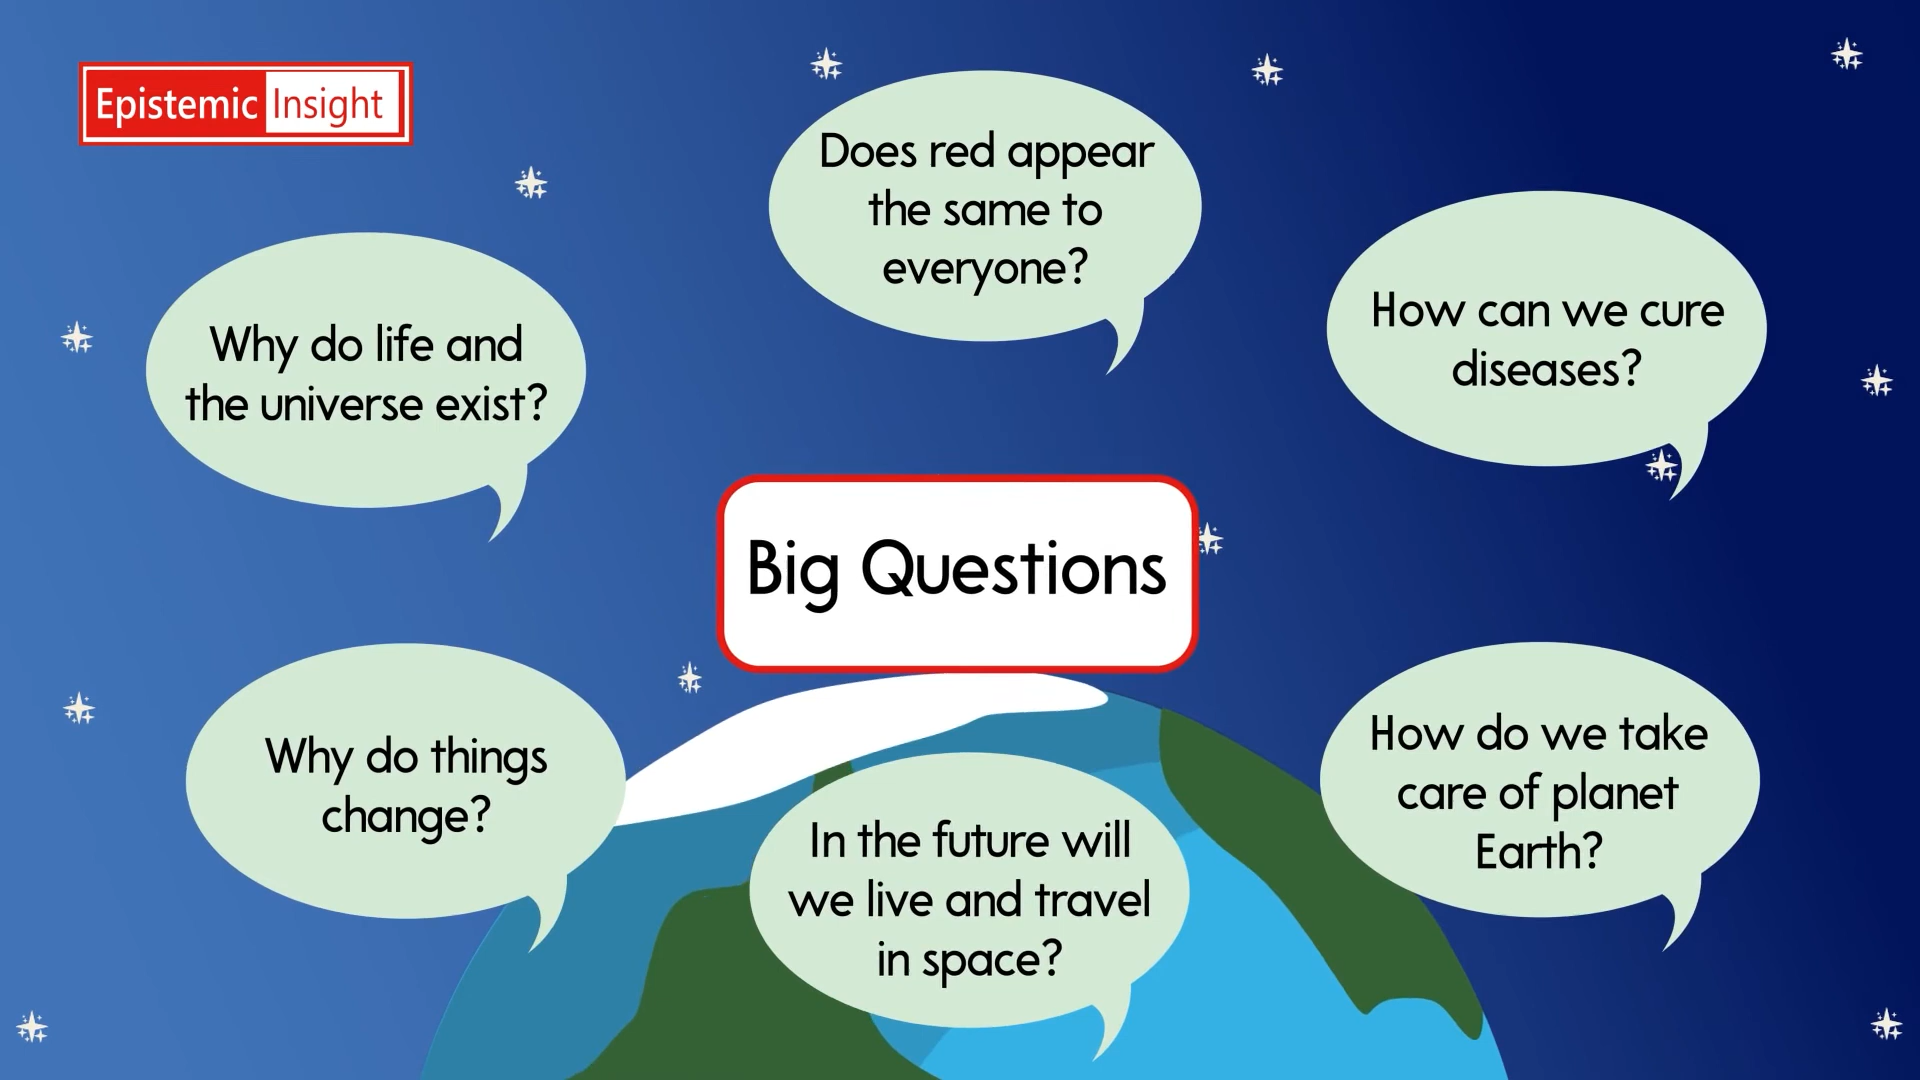 Epistemic Insight
Does red appear
the same to
everyone?
How can we cure
diseases?
Why do life and
the universe exist?
Big Questions
Why do things
change?
In the future will
we live and travel
in space?
How do we take
care of planet
Earth?